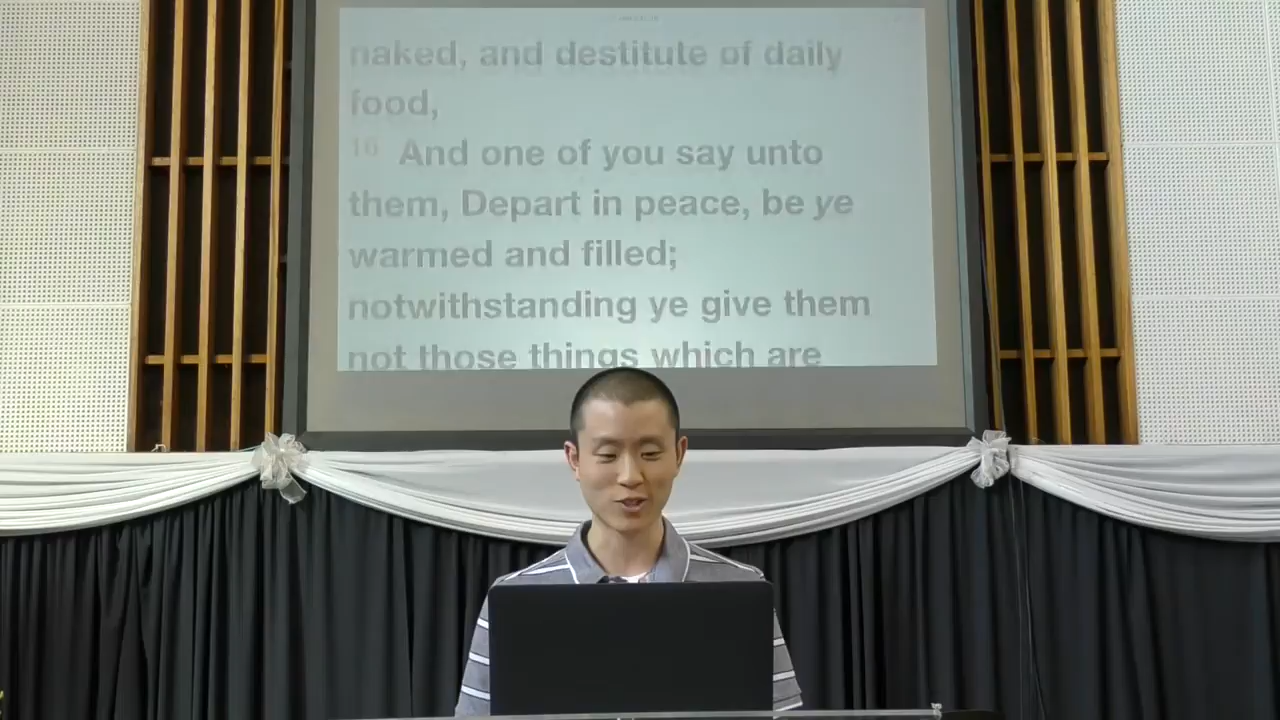 naked, and destitute of daily
food,
16 And one of you say unto
them, Depart in peace, be ye
warmed and filled;
notwithstanding ye give them
not those things which are